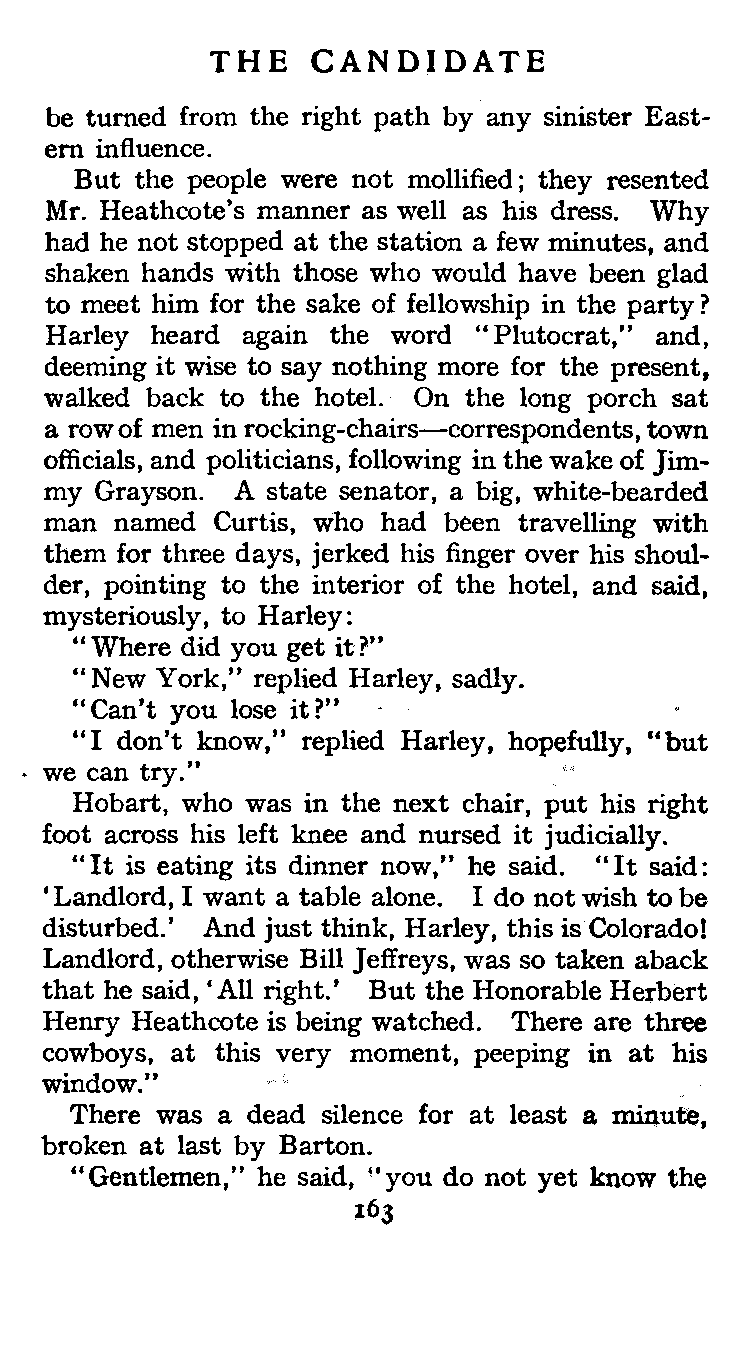 THE CANDIDATE
be turned from the right path by any sinister East-
ern influence.
But the people were not mollified; they resented
Mr. Heathcote's manner as well as his dress. Why
had he not stopped at the station a few minutes, and
shaken hands with those who would have been glad
to meet him for the sake of fellowship in the party?
Harley heard again the word "Plutocrat," and,
deeming it wise to say nothing more for the present,
walked back to the hotel. On the long porch sat
a row of men in rocking-chairs—correspondents, town
officials, and politicians, following in the wake of Jim-
my Grayson. A state senator, a big, white-bearded
man named Curtis, who had been travelling with
them for three days, jerked his finger over his shoul-
der, pointing to the interior of the hotel, and said,
mysteriously, to Harley:
"Where did you get it?"
"New York," replied Harley, sadly.
"Can't you lose it?"
"I don't know," replied Harley, hopefully, "but
we can try."
Hobart, who was in the next chair, put his right
foot across his left knee and nursed it judicially.
"It is eating its dinner now," he said. "It said:
'Landlord, I want a table alone. I do not wish to be
disturbed.' And just think, Harley, this is Colorado!
Landlord, otherwise Bill Jeffreys, was so taken aback
that he said, 'All right.' But the Honorable Herbert
Henry Heathcote is being watched. There are three
cowboys, at this very moment, peeping in at his
window."
There was a dead silence for at least a minute,
broken at last by Barton.
"Gentlemen," he said, "you do not yet know the
163